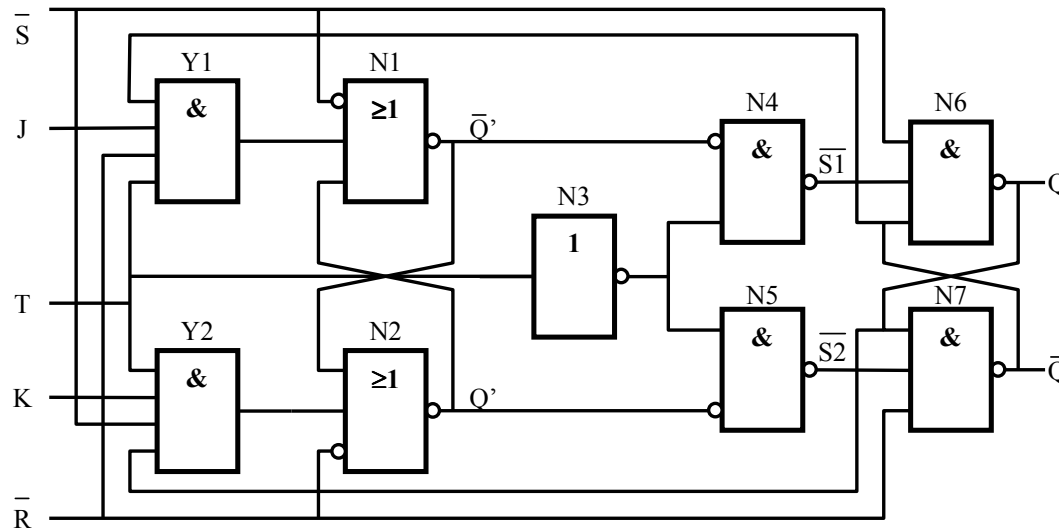 S̅
Y1
&
N1
≥1
J
Q̅’
N4
&
S̅1̅
N6
&
Q
N3
1
T
Y2
&
N2
≥1
K
Q’
N5
&
S̅2̅
N7
&
Q̅
R̅